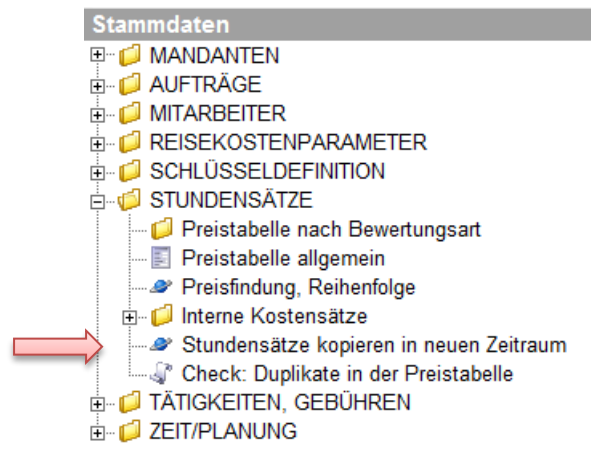 Stammdaten
MANDANTEN
AUFTRÄGE
MITARBEITER
REISEKOSTENPARAMETER
SCHLÜSSELDEFINITION
STUNDENSÄTZE
Preistabelle nach Bewertungsart
Preistabelle allgemein
Preisfindung, Reihenfolge
Interne Kostensätze
Stundensätze kopieren in neuen Zeitraum
Check: Duplikate in der Preistabelle
TÄTIGKEITEN, GEBÜHREN
ZEIT/PLANUNG